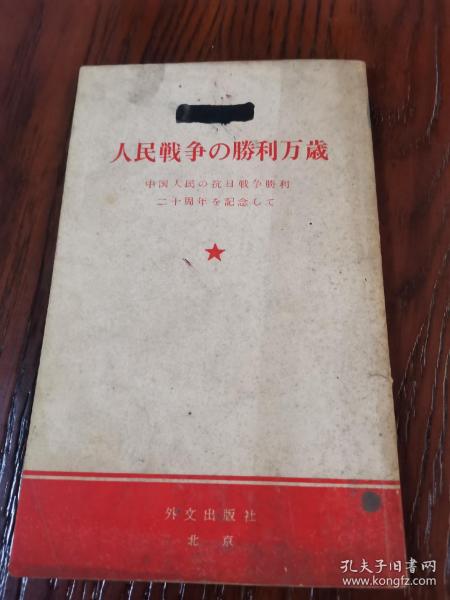 人民戦争の勝利万歳
中国人民の抗日戦争勝利
二十周年を記念して
外文出版社
北京
孔夫子旧书网
www.kongfz.com